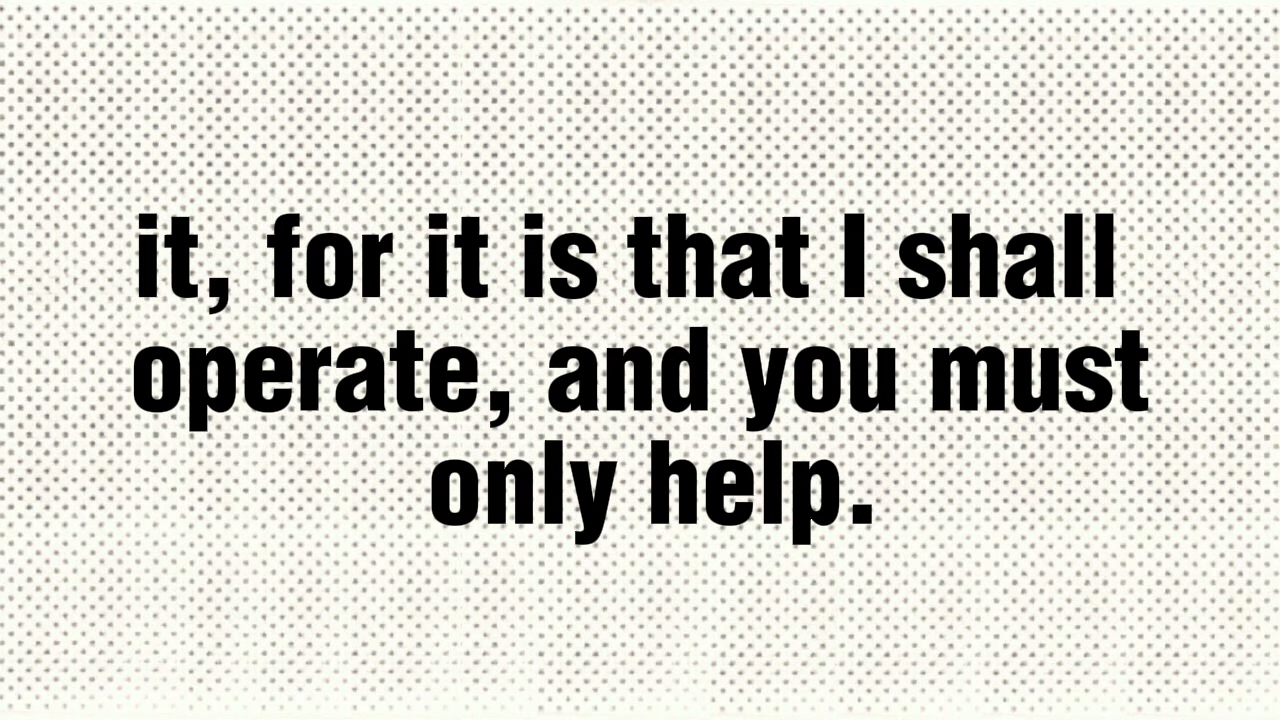 it, for it is that I shall
operate, and you must
only help.